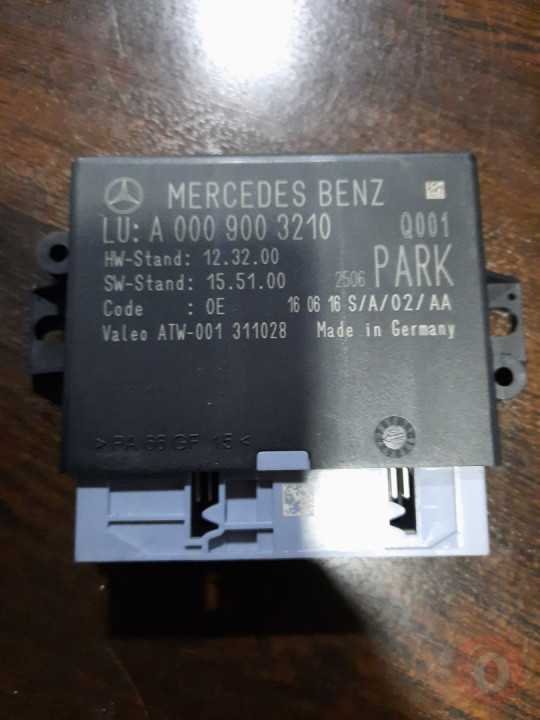 MERCEDES BENZ
LU: A 000 900 3210 Q001
HW-Stand: 12.32.00
SW-Stand: 15.51.00 2506 PARK
Code : 0E 16 06 16 S/A/02/AA
Valeo ATW-001 311028 Made in Germany
>PA 66 GF 15<